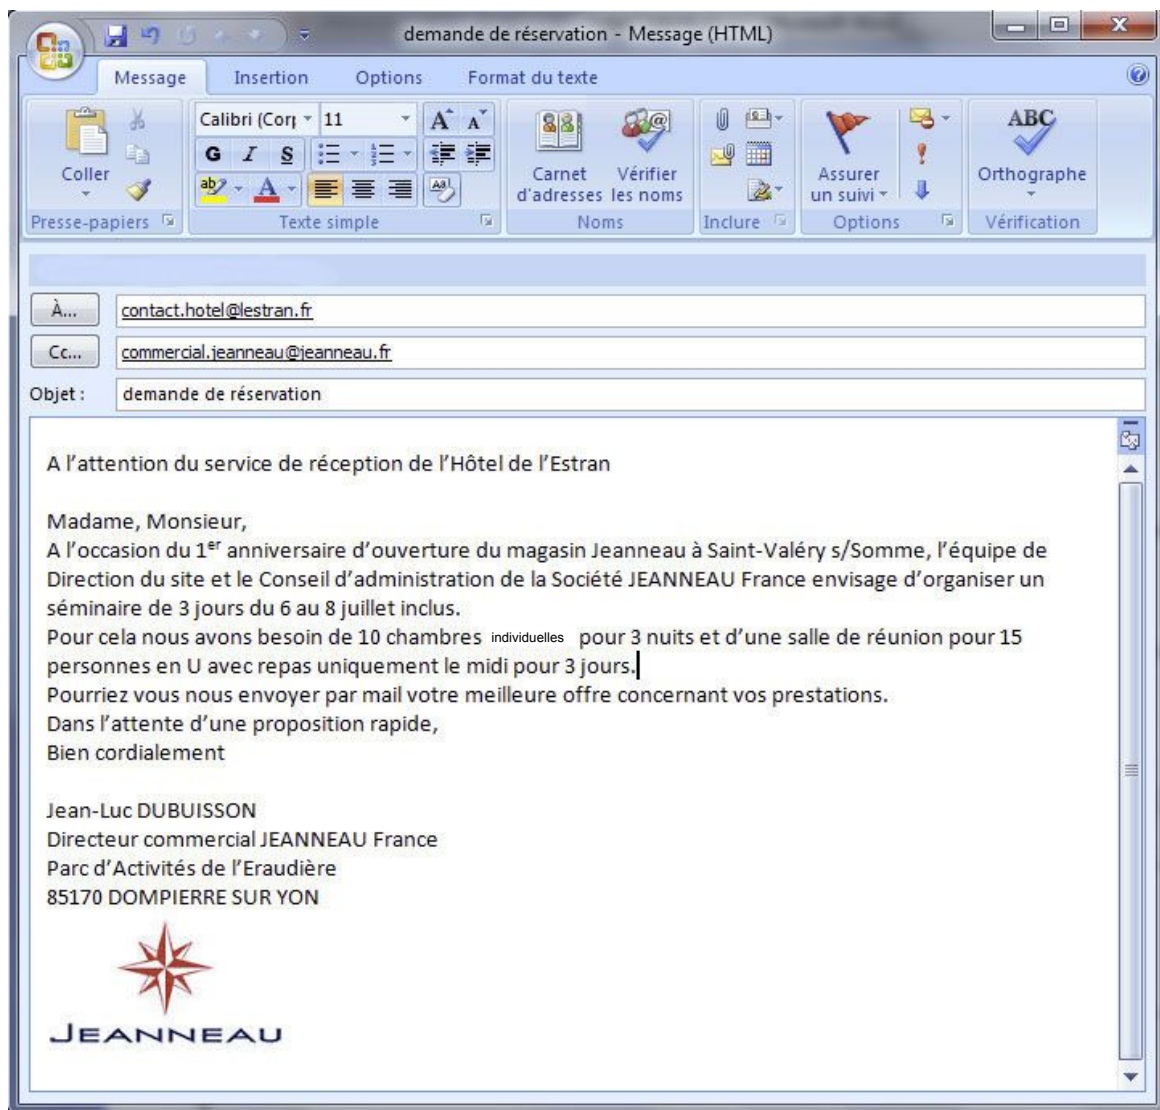 demande de réservation - Message (HTML)
Message Insertion Options Format du texte
Calibri (Corp 11 A A
Coller
G I S
ab A Aa
Carnet d'adresses
Vérifier les noms
Assurer un suivi
ABC
Orthographe
Presse-papiers Texte simple Noms Inclure Options Vérification
À... contact.hotel@lestran.fr
Cc... commercial.jeanneau@jeanneau.fr
Objet : demande de réservation
A l'attention du service de réception de l'Hôtel de l'Estran
Madame, Monsieur,
A l'occasion du 1er anniversaire d'ouverture du magasin Jeanneau à Saint-Valéry s/Somme, l'équipe de
Direction du site et le Conseil d'administration de la Société JEANNEAU France envisage d'organiser un
séminaire de 3 jours du 6 au 8 juillet inclus.
Pour cela nous avons besoin de 10 chambres individuelles pour 3 nuits et d'une salle de réunion pour 15
personnes en U avec repas uniquement le midi pour 3 jours.
Pourriez vous nous envoyer par mail votre meilleure offre concernant vos prestations.
Dans l'attente d'une proposition rapide,
Bien cordialement
Jean-Luc DUBUISSON
Directeur commercial JEANNEAU France
Parc d'Activités de l'Eraudière
85170 DOMPIERRE SUR YON
JEANNEAU